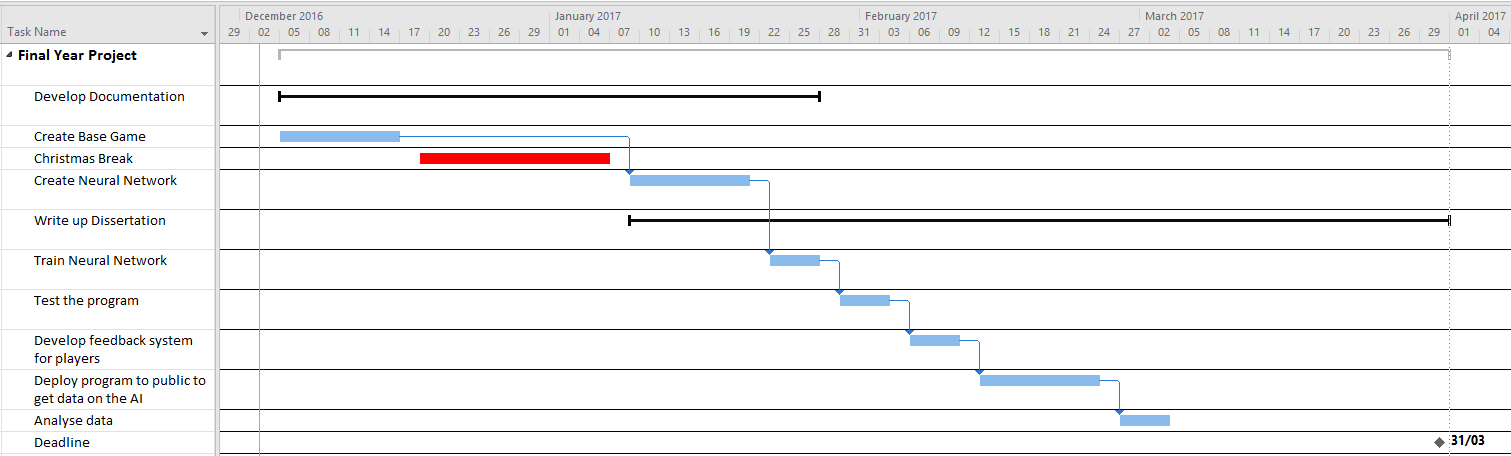 December 2016 January 2017 February 2017 March 2017 April 2017
Task Name 29 02 05 08 11 14 17 20 23 26 29 01 04 07 10 13 16 19 22 25 28 31 03 06 09 12 15 18 21 24 27 02 05 08 11 14 17 20 23 26 29 01 04
Final Year Project
Develop Documentation
Create Base Game
Christmas Break
Create Neural Network
Write up Dissertation
Train Neural Network
Test the program
Develop feedback system
for players
Deploy program to public to
get data on the AI
Analyse data
Deadline 31/03